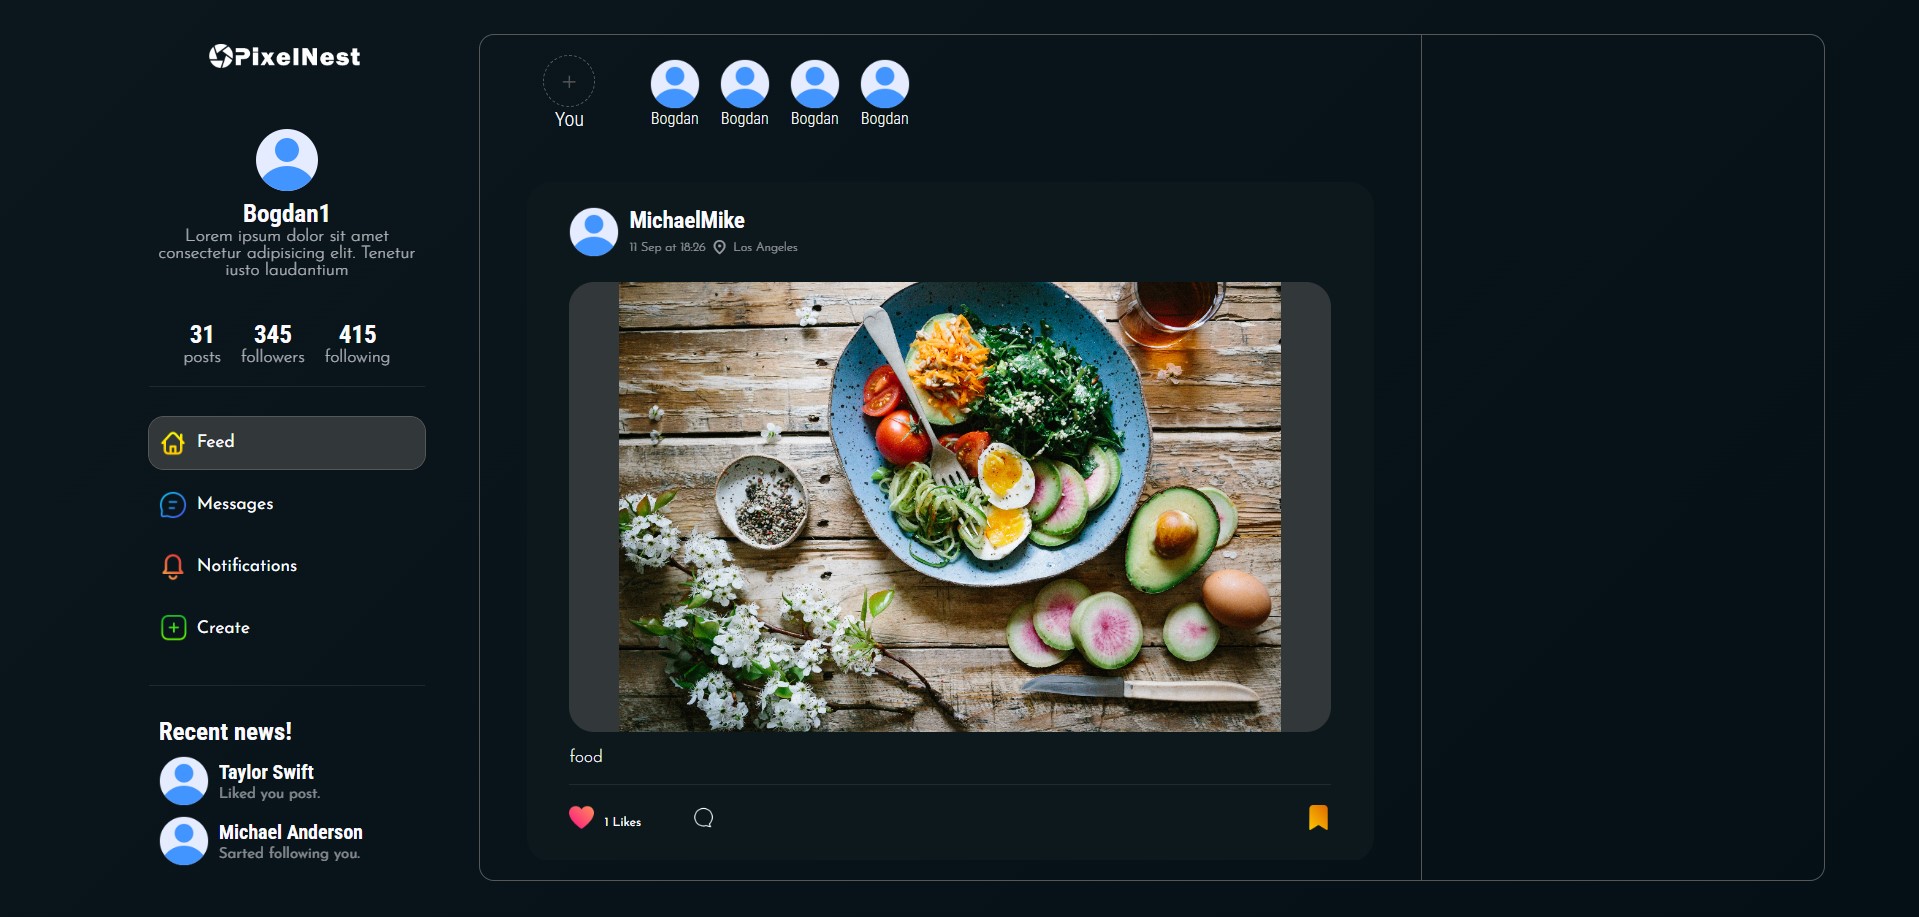 PixelNest
Bogdan1
Lorem ipsum dolor sit amet
consectetur adipisicing elit. Tenetur
iusto laudantium
31 345 415
posts followers following
Feed
Messages
Notifications
Create
Recent news!
Taylor Swift
Liked you post.
Michael Anderson
Sarted following you.
You
Bogdan Bogdan Bogdan Bogdan
MichaelMike
11 Sep at 18:26 Los Angeles
food
1 Likes